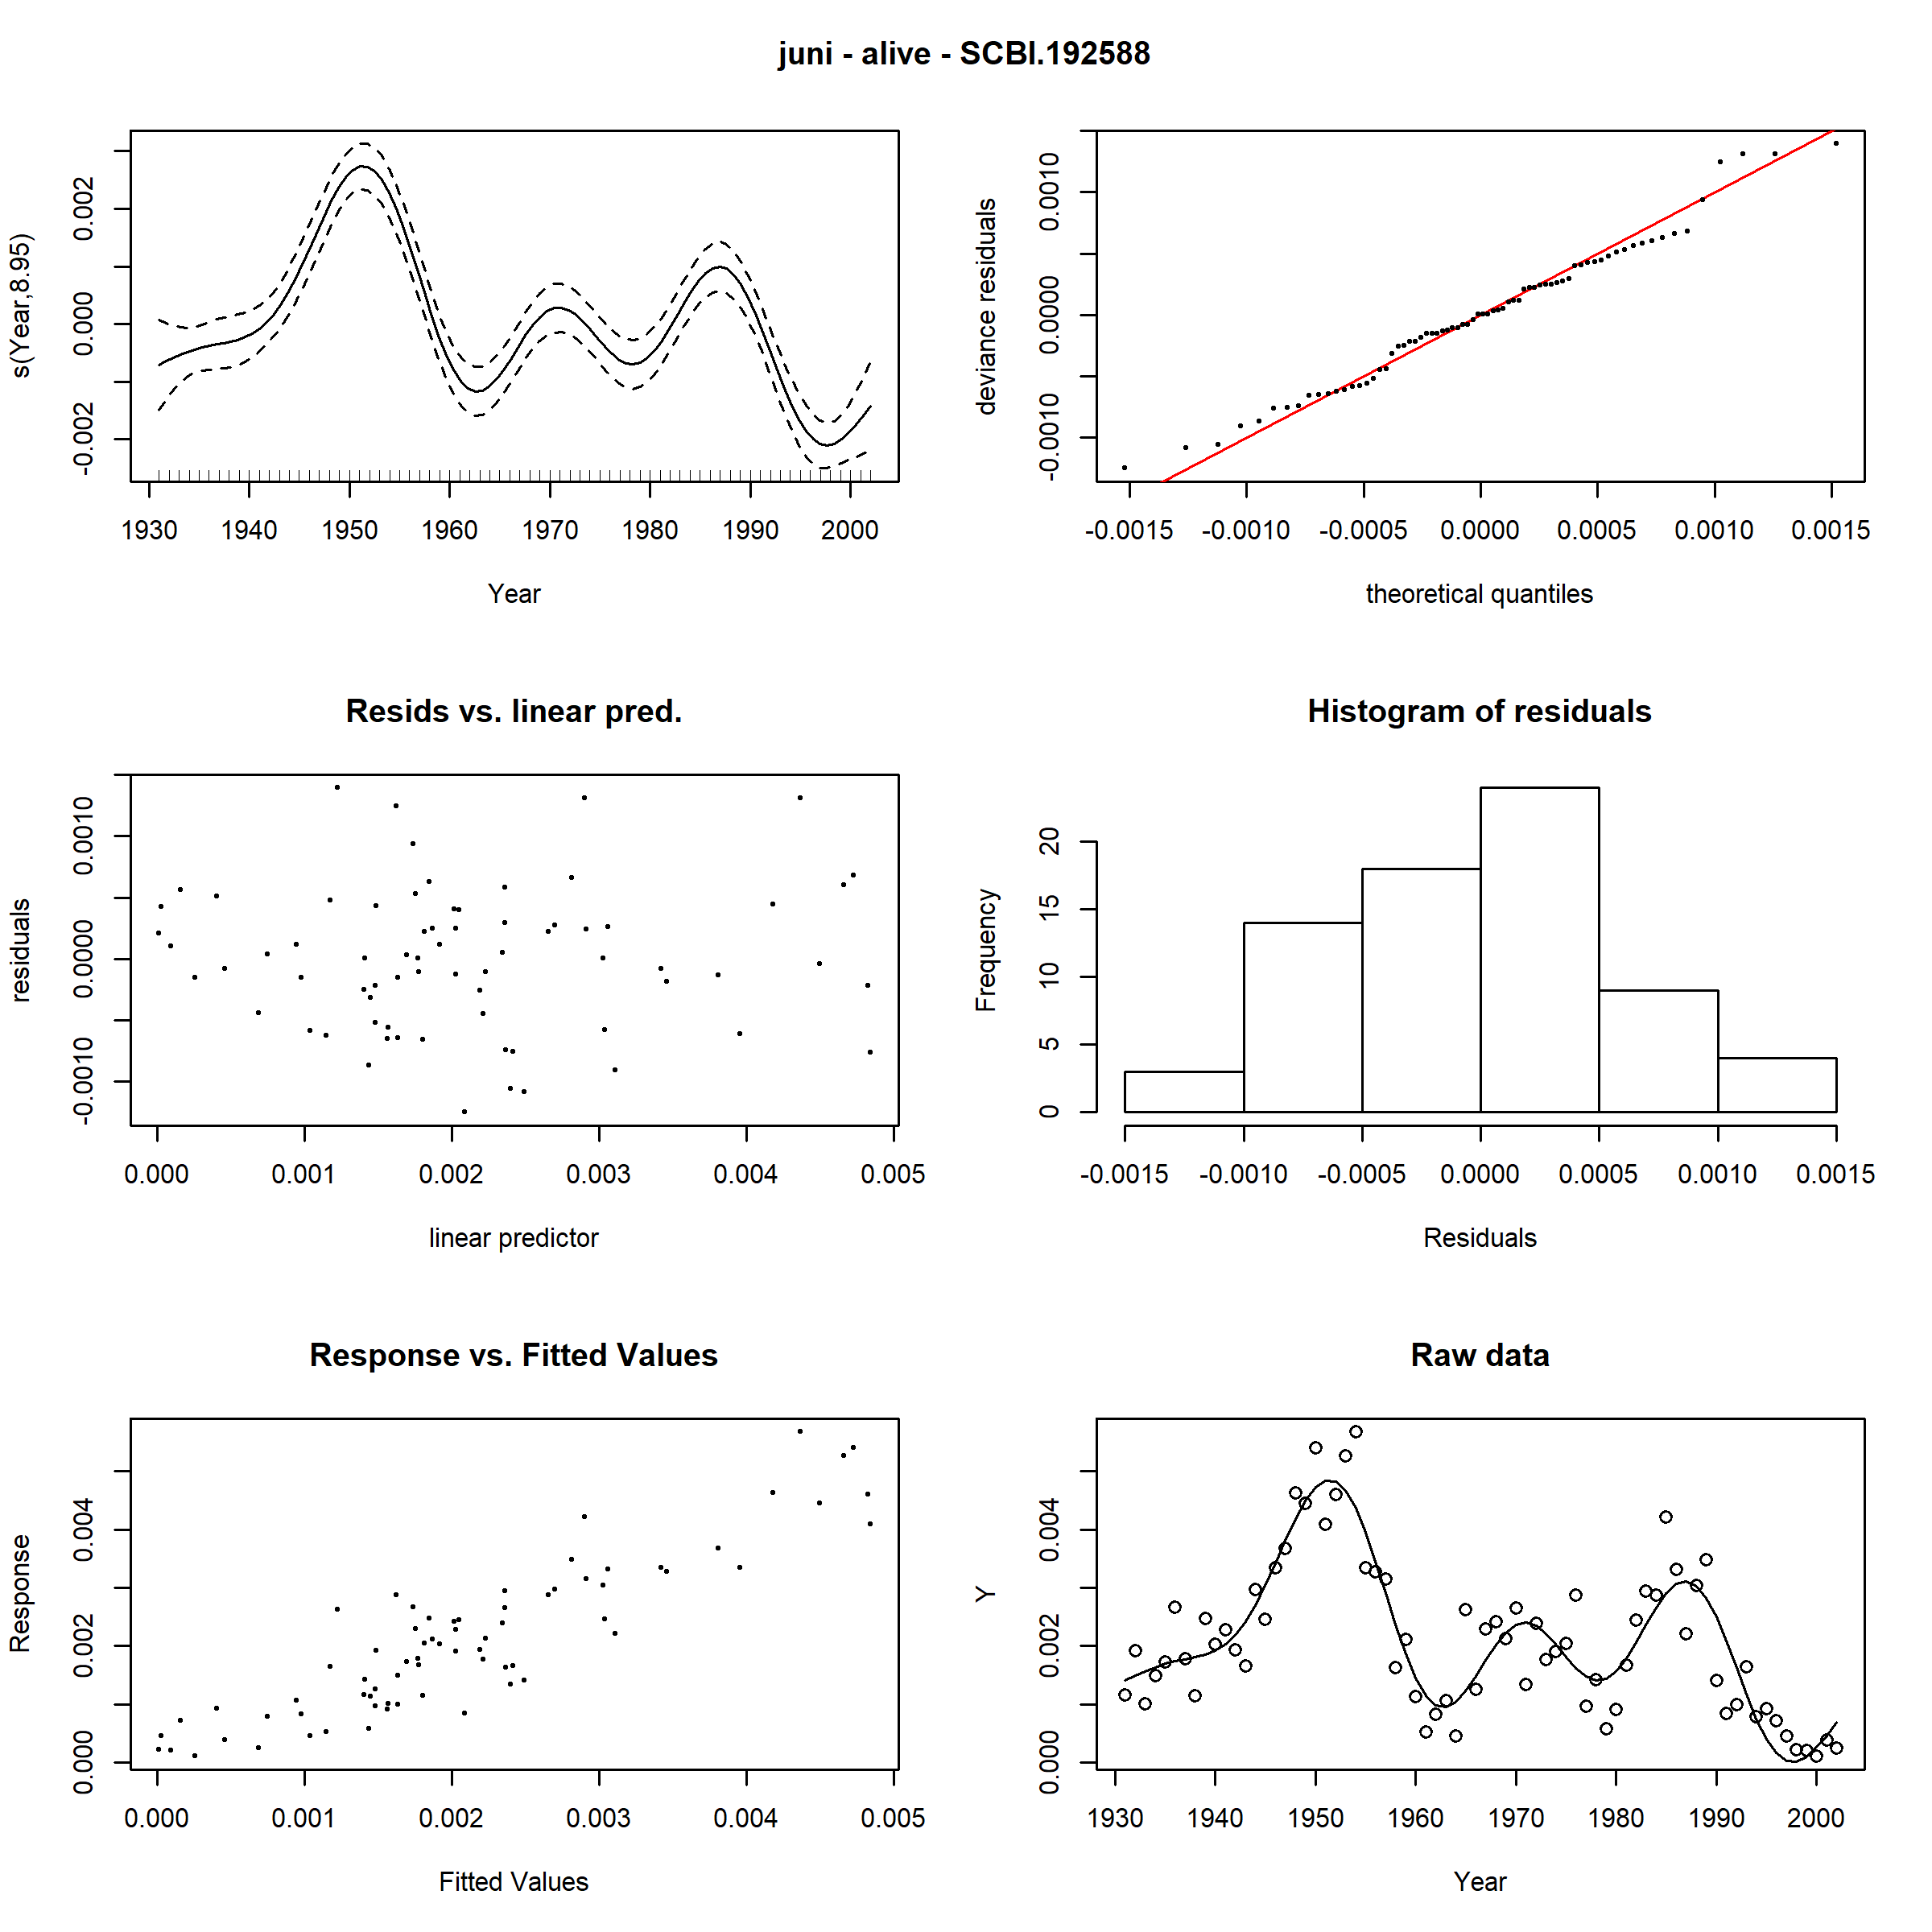 juni - alive - SCBI.192588
s(Year,8.95)
-0.002 0.000 0.002
1930 1940 1950 1960 1970 1980 1990 2000
Year
deviance residuals
-0.0010 0.0000 0.0010
-0.0015 -0.0010 -0.0005 0.0000 0.0005 0.0010 0.0015
theoretical quantiles
Resids vs. linear pred.
residuals
-0.0010 0.0000 0.0010
0.000 0.001 0.002 0.003 0.004 0.005
linear predictor
Histogram of residuals
Frequency
0 5 10 15 20
-0.0015 -0.0010 -0.0005 0.0000 0.0005 0.0010 0.0015
Residuals
Response vs. Fitted Values
Response
0.000 0.002 0.004
0.000 0.001 0.002 0.003 0.004 0.005
Fitted Values
Raw data
Y
0.000 0.002 0.004
1930 1940 1950 1960 1970 1980 1990 2000
Year